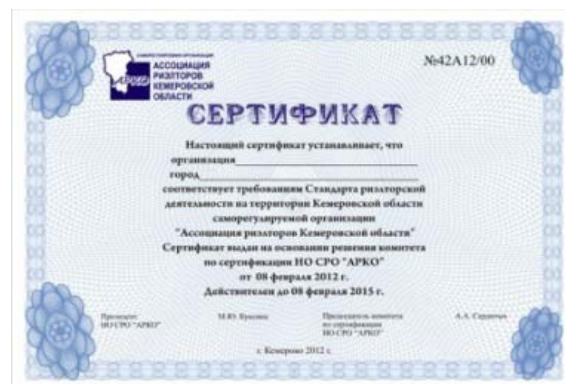 САМОРЕГУЛИРУЕМАЯ ОРГАНИЗАЦИЯ
АССОЦИАЦИЯ
РИЭЛТОРОВ
КЕМЕРОВСКОЙ
ОБЛАСТИ
АРКО
№42А12/00
СЕРТИФИКАТ
Настоящий сертификат устанавливает, что
организация
город
соответствует требованиям Стандарта риэлторской
деятельности на территории Кемеровской области
саморегулируемой организации
"Ассоциация риэлторов Кемеровской области"
Сертификат выдан на основании решения комитета
по сертификации НО СРО "АРКО"
от 08 февраля 2012 г.
Действителен до 08 февраля 2015 г.
Президент
НО СРО "АРКО"
М.Ю.
Председатель комитета
по сертификации
НО СРО "АРКО"
А.А.
г. Кемерово 2012 г.